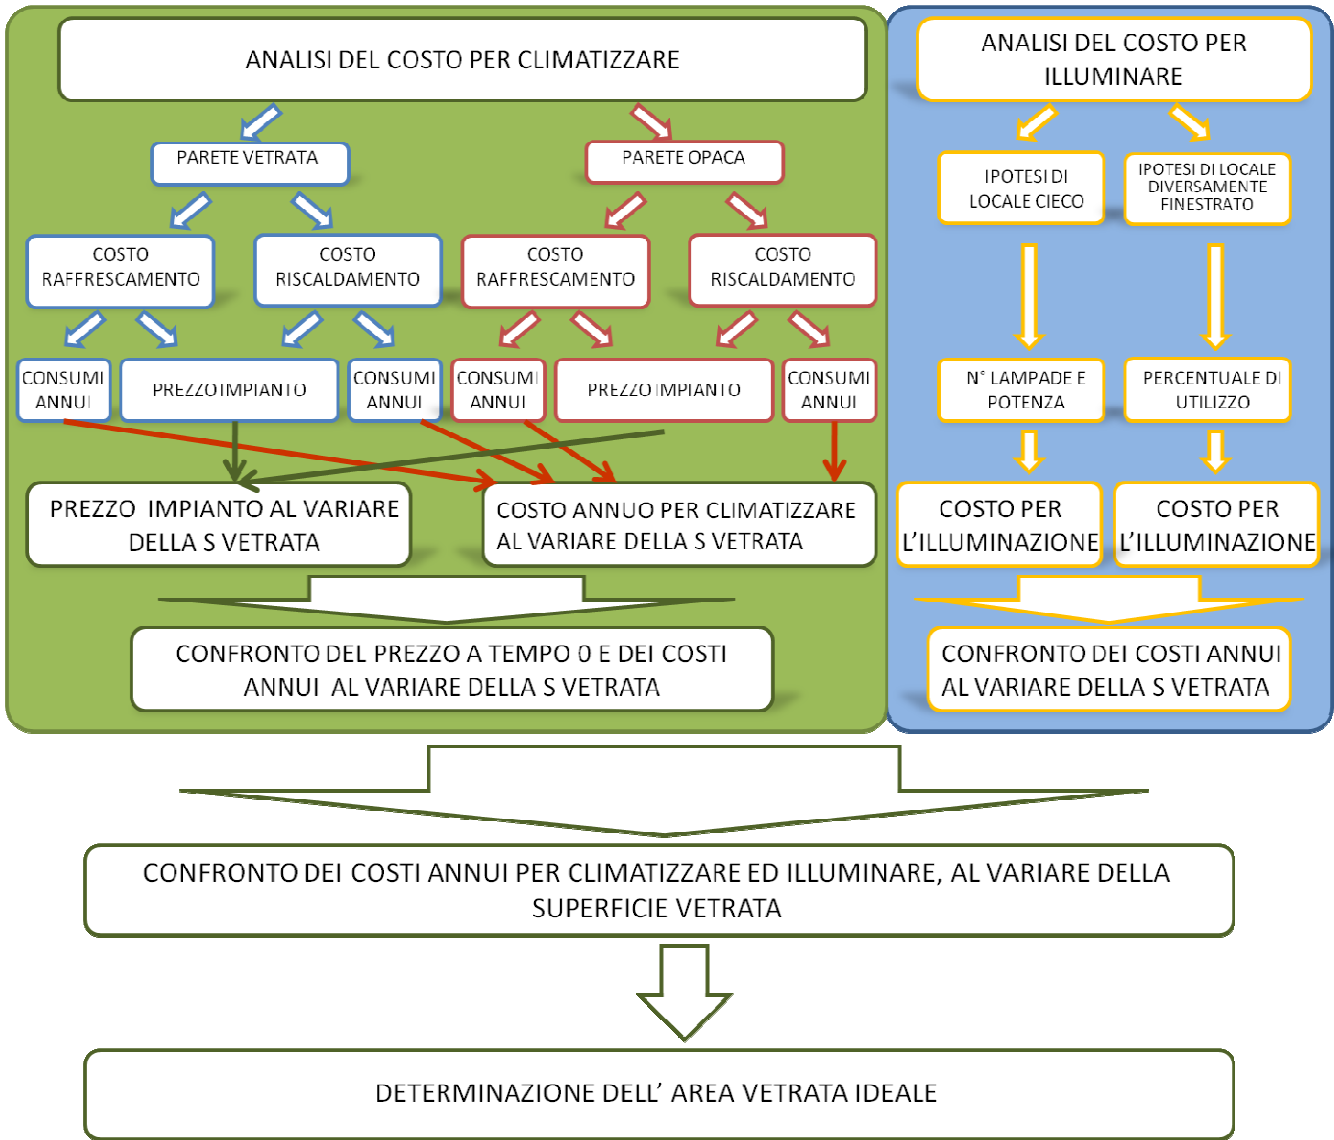 ANALISI DEL COSTO PER CLIMATIZZARE
PARETE VETRATA
PARETE OPACA
COSTO
RAFFRESCAMENTO
COSTO
RISCALDAMENTO
COSTO
RAFFRESCAMENTO
COSTO
RISCALDAMENTO
CONSUMI
ANNUI
PREZZO IMPIANTO
CONSUMI
ANNUI
CONSUMI
ANNUI
PREZZO IMPIANTO
CONSUMI
ANNUI
PREZZO IMPIANTO AL VARIARE
DELLA S VETRATA
COSTO ANNUO PER CLIMATIZZARE
AL VARIARE DELLA S VETRATA
CONFRONTO DEL PREZZO A TEMPO 0 E DEI COSTI
ANNUI AL VARIARE DELLA S VETRATA
ANALISI DEL COSTO PER
ILLUMINARE
IPOTESI DI
LOCALE CIECO
IPOTESI DI LOCALE
DIVERSAMENTE
FINESTRATO
N° LAMPADE E
POTENZA
PERCENTUALE DI
UTILIZZO
COSTO PER
L'ILLUMINAZIONE
COSTO PER
L'ILLUMINAZIONE
CONFRONTO DEI COSTI ANNUI
AL VARIARE DELLA S VETRATA
CONFRONTO DEI COSTI ANNUI PER CLIMATIZZARE ED ILLUMINARE, AL VARIARE DELLA
SUPERFICIE VETRATA
DETERMINAZIONE DELL' AREA VETRATA IDEALE